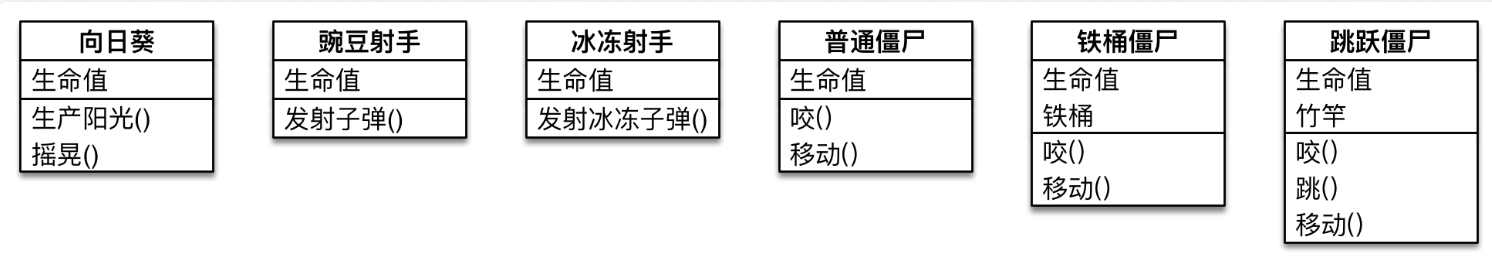 向日葵
生命值
生产阳光()
摇晃()
豌豆射手
生命值
发射子弹()
冰冻射手
生命值
发射冰冻子弹()
普通僵尸
生命值
咬()
移动()
铁桶僵尸
生命值
铁桶
咬()
移动()
跳跃僵尸
生命值
竹竿
咬()
跳()
移动()